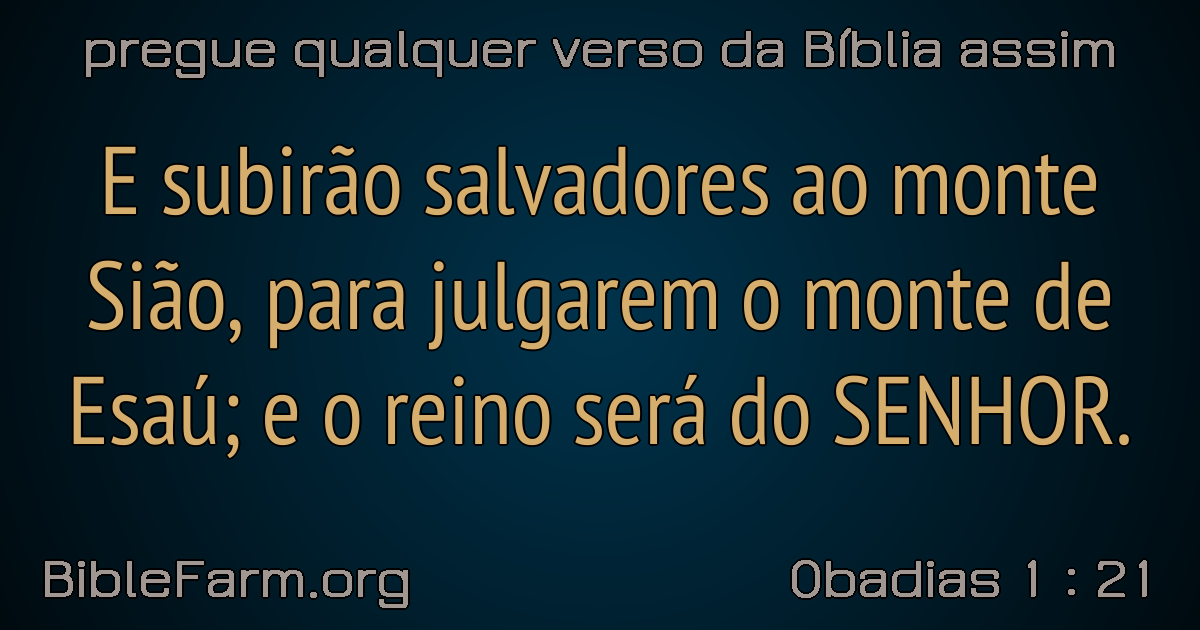 pregue qualquer verso da Bíblia assim
E subirão salvadores ao monte
Sião, para julgarem o monte de
Esaú; e o reino será do SENHOR.
BibleFarm.org
Obadias 1 : 21